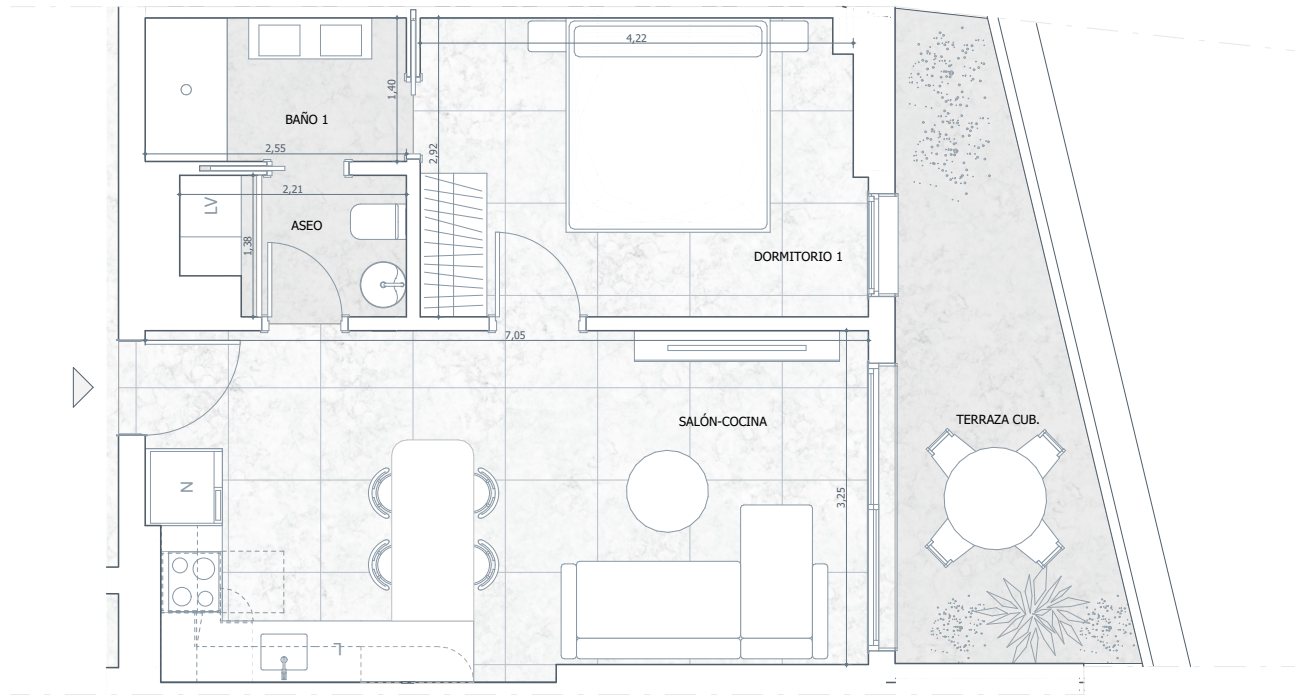 4,22
1,40
BAÑO 1
2,55
2,92
2,21
LV
ASEO
1,38
DORMITORIO 1
7,05
SALÓN-COCINA
TERRAZA CUB.
N
3,25